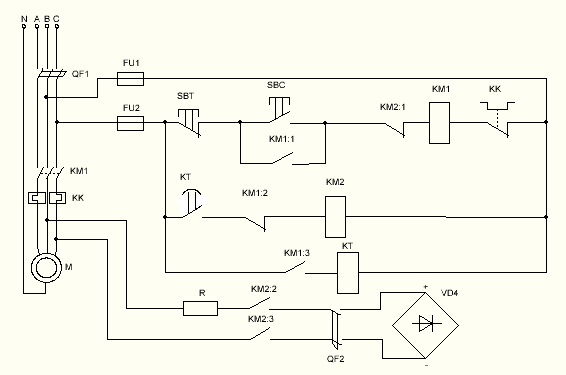 N A B C
FU1
QF1
SBC
KM1
KK
SBT
FU2
KM2:1
KM1:1
KM1
KK
KT
KM1:2
KM2
KM1:3
KT
M
KM2:2
R
+
VD4
KM2:3
QF2
-